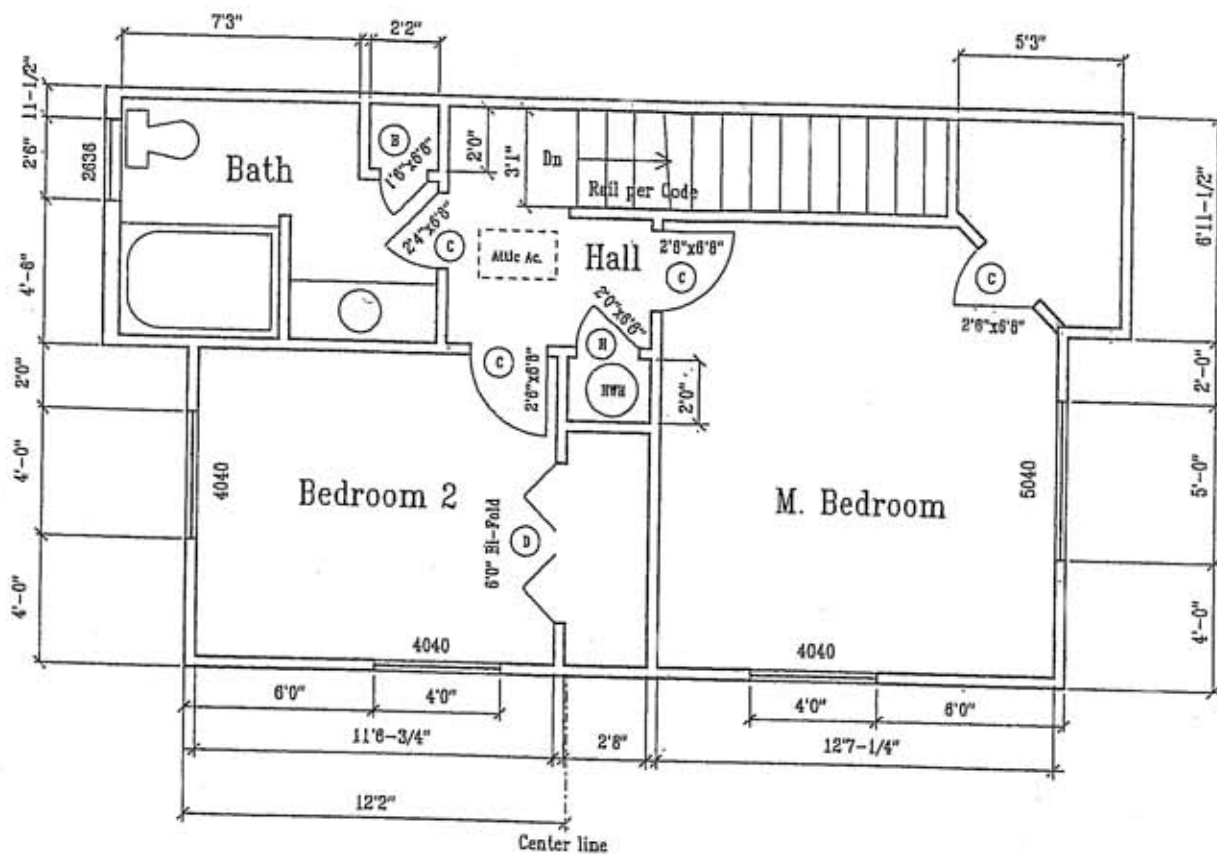 7'3"
2'2"
5'3"
11-1/2"
2'6"
2636
4'-6"
2'0"
4'-0"
4'-0"
Bath
B
1'6"x6'8"
2'0"
3'1"
Dn
Rail per Code
2'4"x6'8"
C
Attic Ac.
Hall
2'6"x6'8"
C
C
2'6"x6'8"
6'11-1/2"
2'-0"
5'-0"
4'-0"
2'0"x6'8"
H
HWH
2'0"
C
2'6"x6'8"
4040
Bedroom 2
6'0" Bi-Fold
D
M. Bedroom
5040
4040
4040
6'0"
4'0"
4'0"
6'0"
11'6-3/4"
2'6"
12'7-1/4"
12'2"
Center line